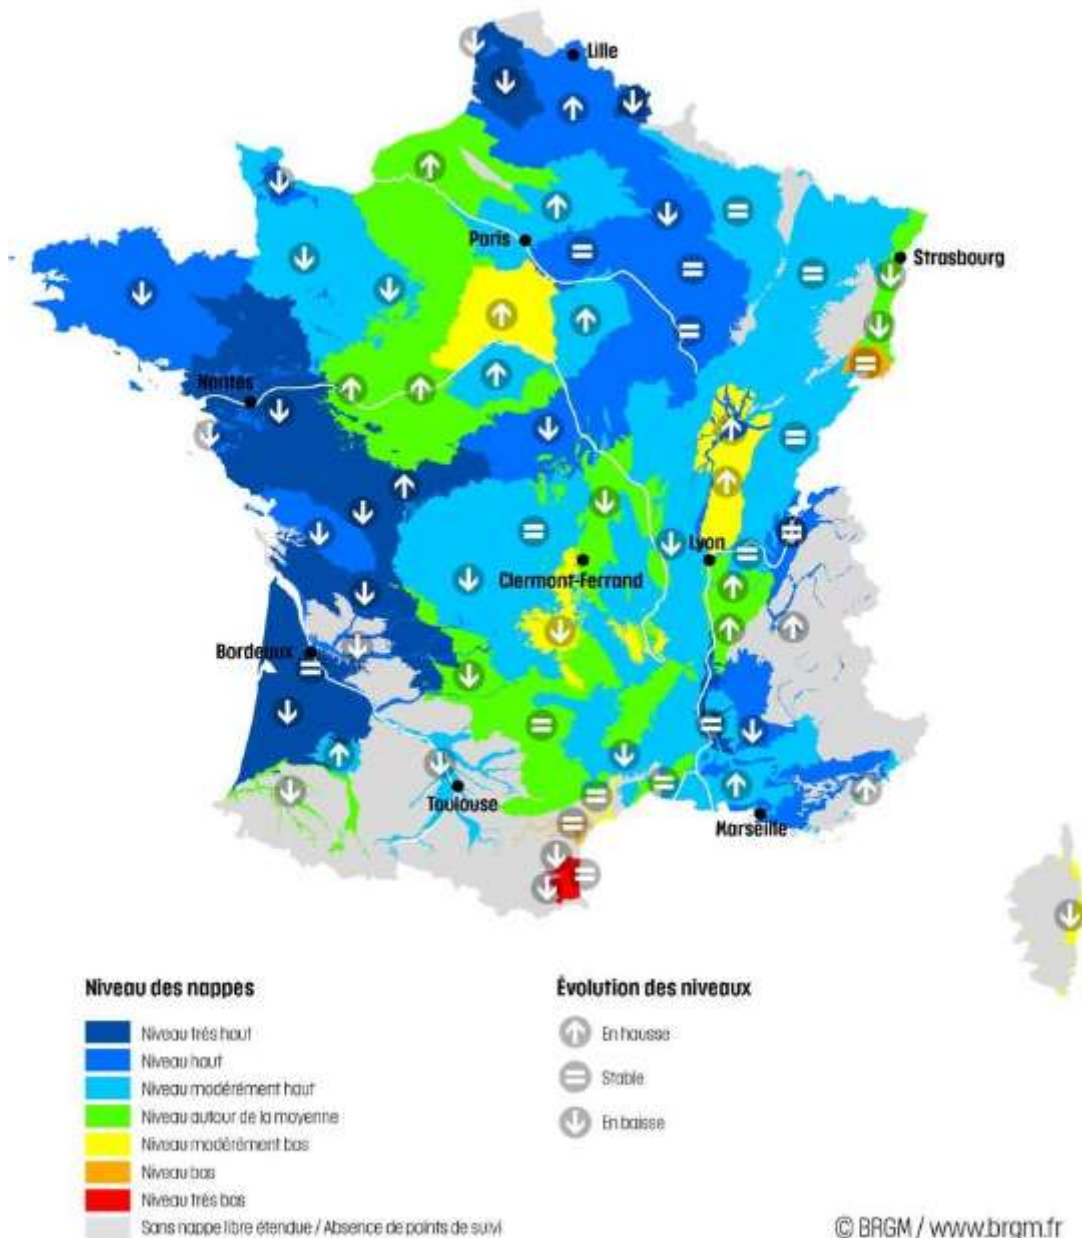 Lille
Paris
Strasbourg
Nantes
Lyon
Clermont-Ferrand
Bordeaux
Toulouse
Marseille
Niveau des nappes
Niveau très haut
Niveau haut
Niveau modérément haut
Niveau autour de la moyenne
Niveau modérément bas
Niveau bas
Niveau très bas
Sans nappe libre étendue / Absence de points de suivi
Évolution des niveaux
En hausse
Stable
En baisse
© BRGM / www.brgm.fr